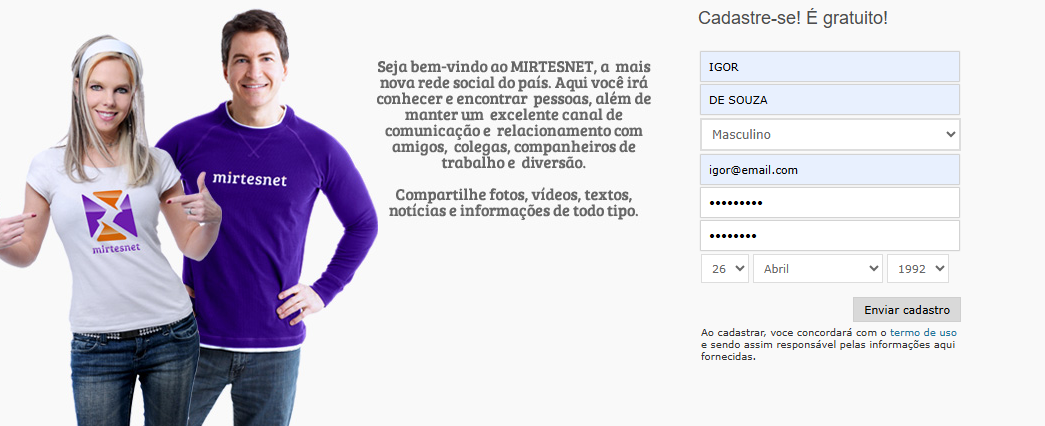 Cadastre-se! É gratuito!
IGOR
DE SOUZA
Masculino
igor@email.com
•••••••••
••••••••
26 Abril 1992
Enviar cadastro
Ao cadastrar, voce concordará com o termo de uso
e sendo assim responsável pelas informações aqui
fornecidas.
Seja bem-vindo ao MIRTESNET, a mais
nova rede social do país. Aqui você irá
conhecer e encontrar pessoas, além de
manter um excelente canal de
comunicação e relacionamento com
amigos, colegas, companheiros de
trabalho e diversão.
Compartilhe fotos, vídeos, textos,
notícias e informações de todo tipo.
mirtesnet
mirtesnet